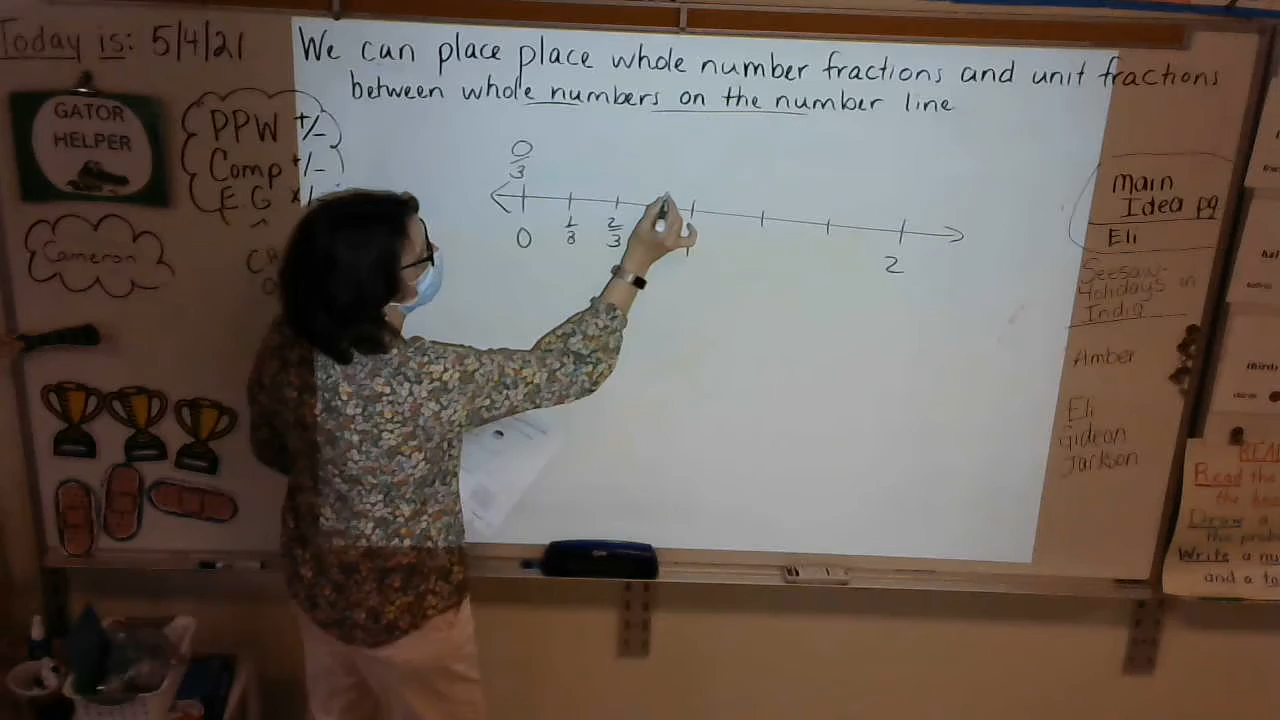 Today is: 5/4/21
We can place place whole number fractions and unit fractions
between whole numbers on the number line
GATOR
HELPER
PPW +/-
Comp +/-
E.G
Cameron
0/3
1/3
2/3
0
2
Main
Idea pg
Eli
Seesaw-
Holidays in
India
Amber
Eli
Gideon
Jackson
Read the
Draw a
Write a nu
and a